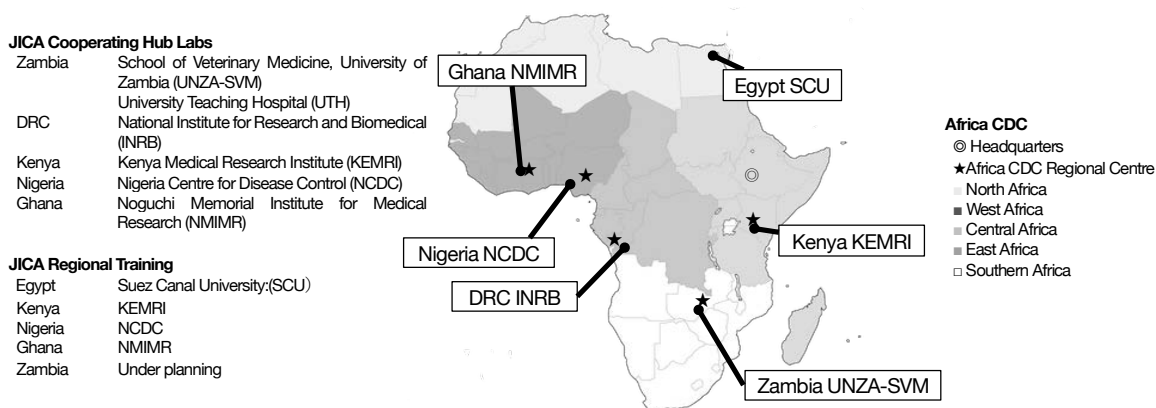 JICA Cooperating Hub Labs
Zambia School of Veterinary Medicine, University of
Zambia (UNZA-SVM)
University Teaching Hospital (UTH)
DRC National Institute for Research and Biomedical
(INRB)
Kenya Kenya Medical Research Institute (KEMRI)
Nigeria Nigeria Centre for Disease Control (NCDC)
Ghana Noguchi Memorial Institute for Medical
Research (NMIMR)
JICA Regional Training
Egypt Suez Canal University:(SCU）
Kenya KEMRI
Nigeria NCDC
Ghana NMIMR
Zambia Under planning
Ghana NMIMR
Egypt SCU
Nigeria NCDC
Kenya KEMRI
DRC INRB
Zambia UNZA-SVM
Africa CDC
◎ Headquarters
★Africa CDC Regional Centre
North Africa
West Africa
Central Africa
East Africa
Southern Africa